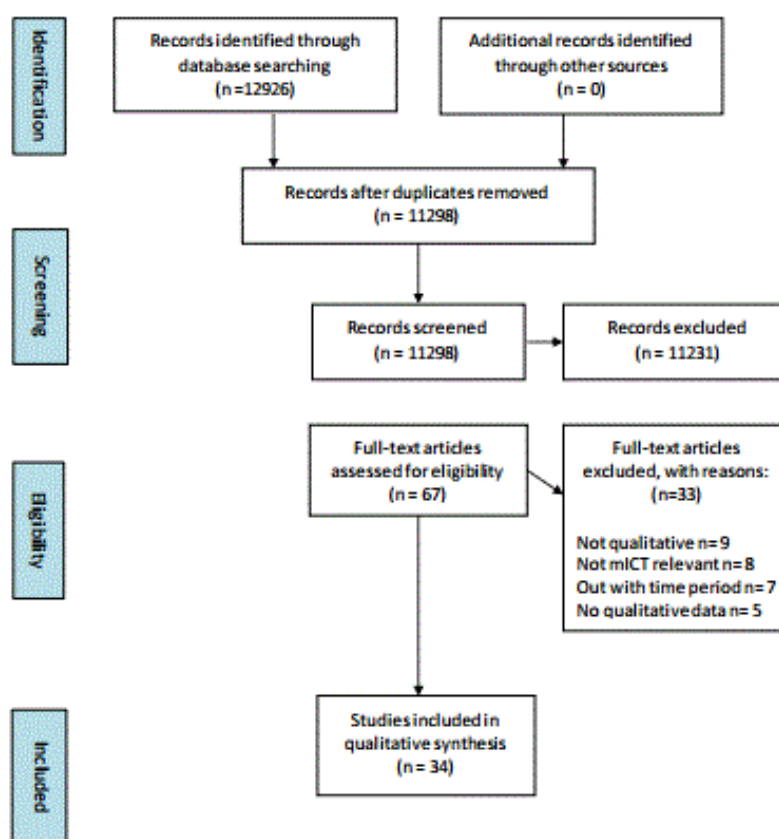 Identification
Records identified through
database searching
(n =12926)
Additional records identified
through other sources
(n = 0)
Records after duplicates removed
(n = 11298)
Screening
Records screened
(n = 11298)
Records excluded
(n = 11231)
Eligibility
Full-text articles
assessed for eligibility
(n = 67)
Full-text articles
excluded, with reasons:
(n=33)
Not qualitative n= 9
Not mICT relevant n= 8
Out with time period n= 7
No qualitative data n= 5
Included
Studies included in
qualitative synthesis
(n = 34)